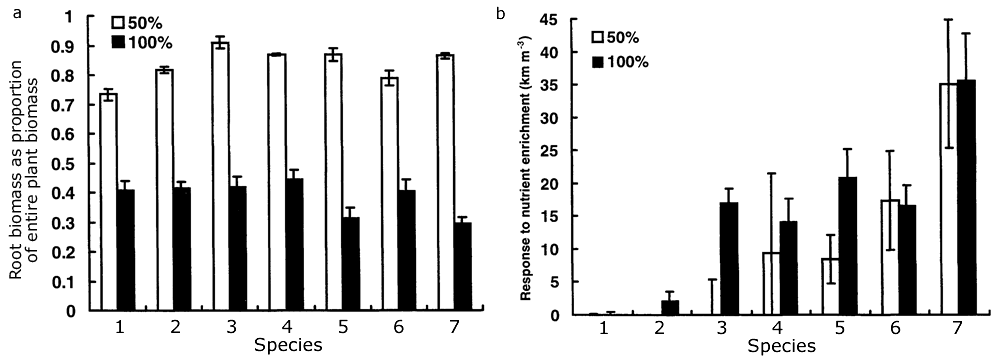 a
Root biomass as proportion
of entire plant biomass
1
0.9
0.8
0.7
0.6
0.5
0.4
0.3
0.2
0.1
0
50%
100%
1 2 3 4 5 6 7
Species
b
Response to nutrient enrichment (km m⁻³)
45
40
35
30
25
20
15
10
5
0
50%
100%
1 2 3 4 5 6 7
Species